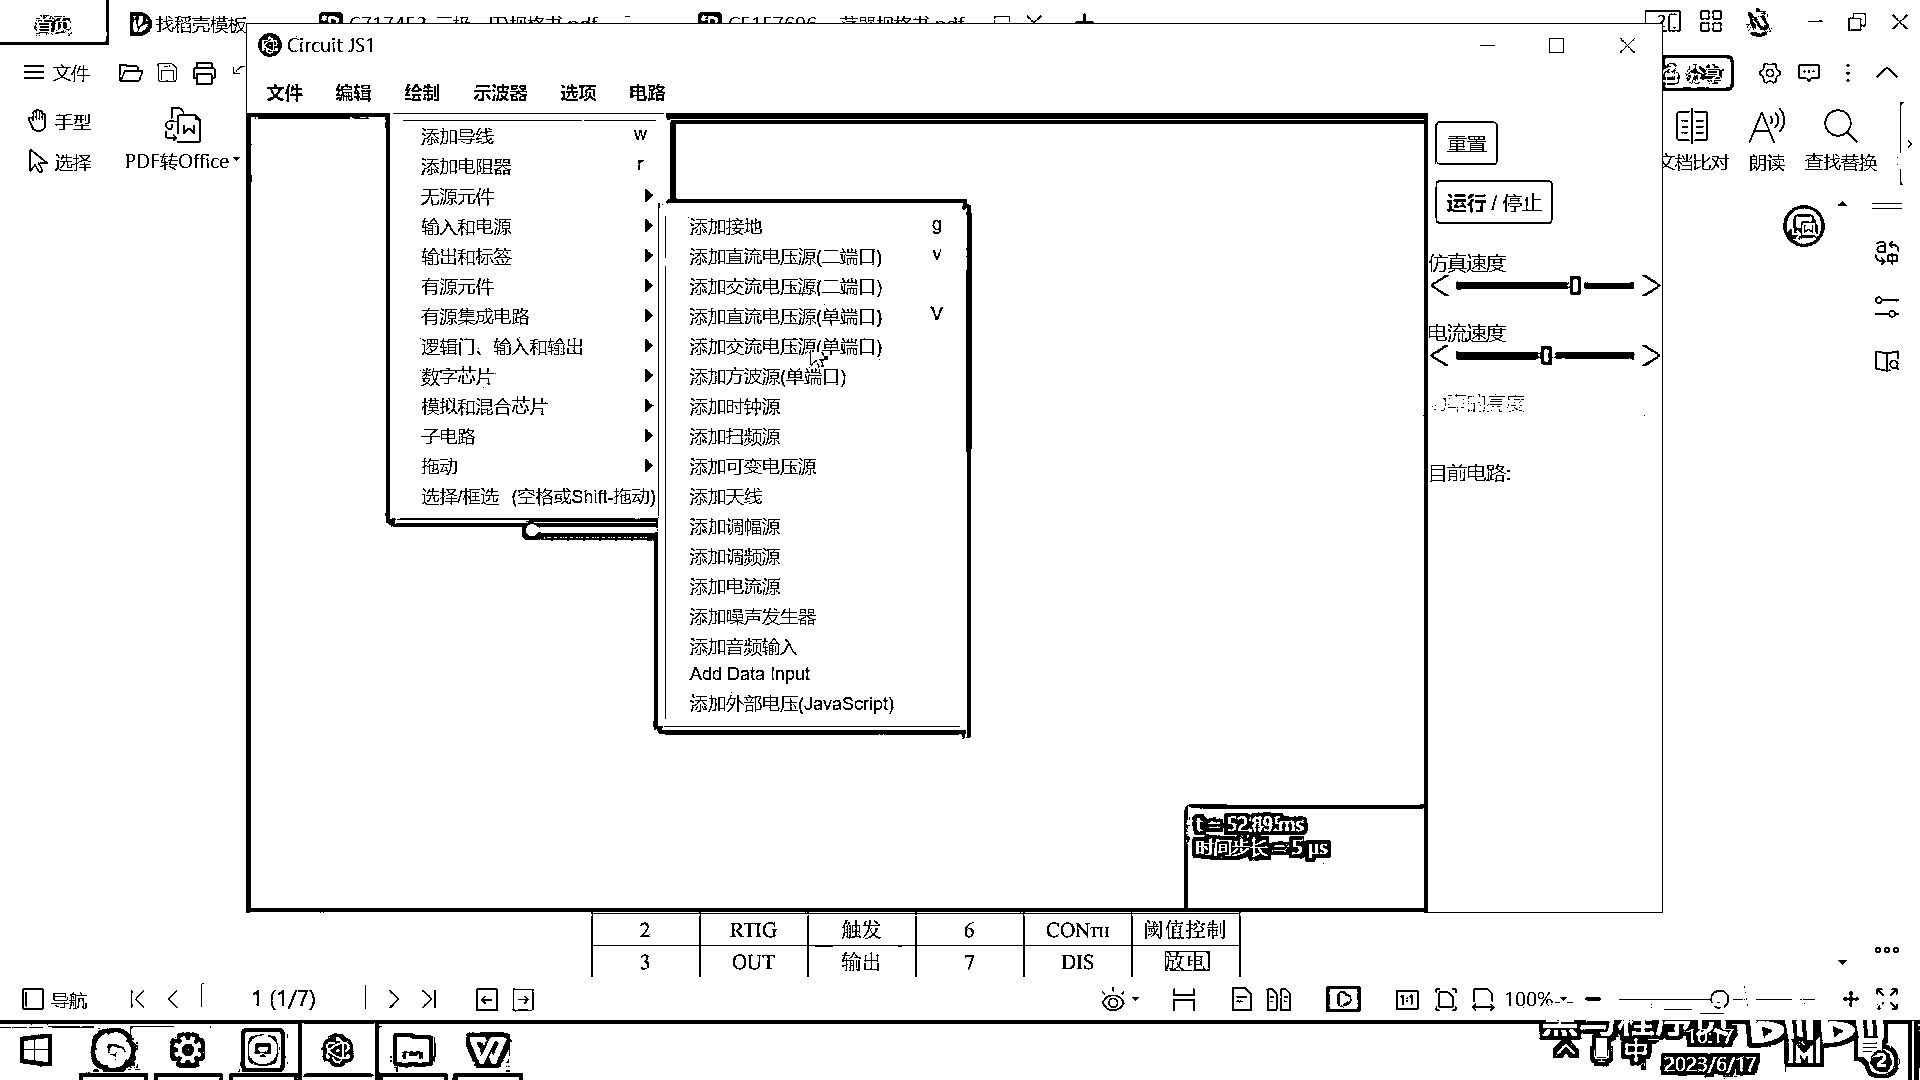 首页
找稻壳模板
Circuit JS1
文件
编辑
绘制
示波器
选项
电路
文件
手型
选择
PDF转Office
添加导线 w
添加电阻器 r
无源元件
输入和电源
输出和标签
有源元件
有源集成电路
逻辑门、输入和输出
数字芯片
模拟和混合芯片
子电路
拖动
选择/框选 (空格或Shift-拖动)
添加接地 g
添加直流电压源(二端口) v
添加交流电压源(二端口)
添加直流电压源(单端口) V
添加交流电压源(单端口)
添加方波源(单端口)
添加时钟源
添加扫频源
添加可变电压源
添加天线
添加调幅源
添加调频源
添加电流源
添加噪声发生器
添加音频输入
Add Data Input
添加外部电压(JavaScript)
重置
运行 / 停止
仿真速度
电流速度
目前电路:
文档比对
朗读
查找替换
时间步长 = 5 µs
2 RTIG 触发 6 CONTH 阈值控制
3 OUT 输出 7 DIS 放电
导航
1 (1/7)
1:1
100%
中
10:17
2023/6/17
2